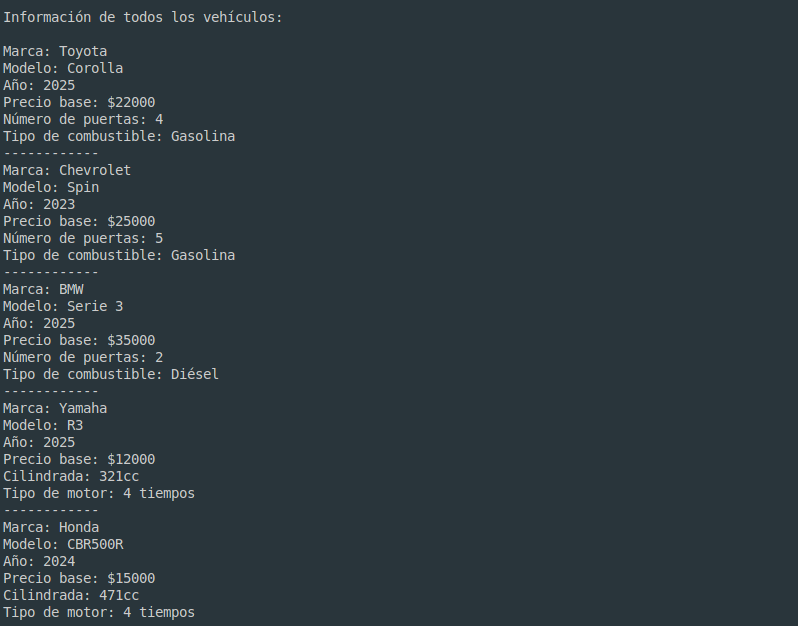 Información de todos los vehículos:

Marca: Toyota
Modelo: Corolla
Año: 2025
Precio base: $22000
Número de puertas: 4
Tipo de combustible: Gasolina
------------
Marca: Chevrolet
Modelo: Spin
Año: 2023
Precio base: $25000
Número de puertas: 5
Tipo de combustible: Gasolina
------------
Marca: BMW
Modelo: Serie 3
Año: 2025
Precio base: $35000
Número de puertas: 2
Tipo de combustible: Diésel
------------
Marca: Yamaha
Modelo: R3
Año: 2025
Precio base: $12000
Cilindrada: 321cc
Tipo de motor: 4 tiempos
------------
Marca: Honda
Modelo: CBR500R
Año: 2024
Precio base: $15000
Cilindrada: 471cc
Tipo de motor: 4 tiempos